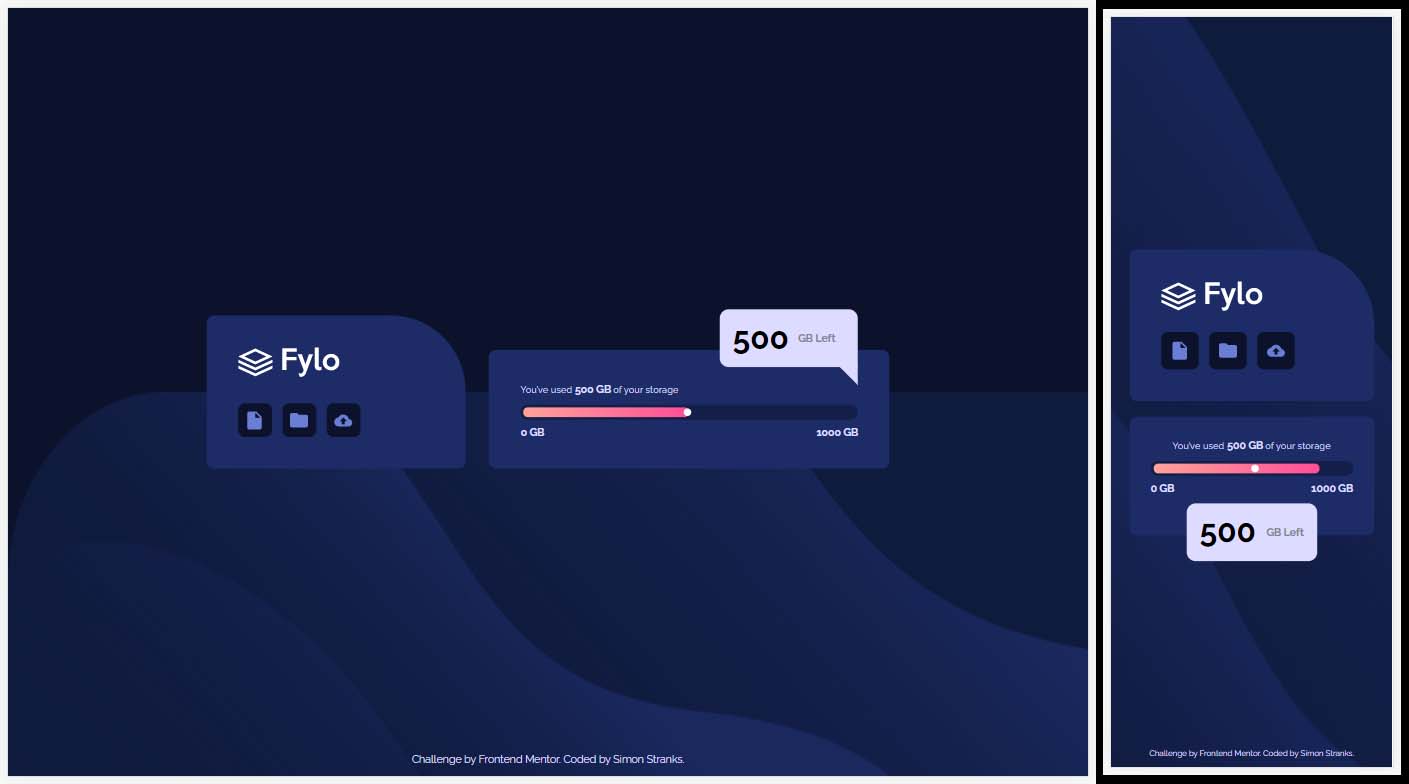 Fylo
500 GB Left
You've used 500 GB of your storage
0 GB 1000 GB
Challenge by Frontend Mentor. Coded by Simon Stranks.
Fylo
You've used 500 GB of your storage
0 GB 1000 GB
500 GB Left
Challenge by Frontend Mentor. Coded by Simon Stranks.